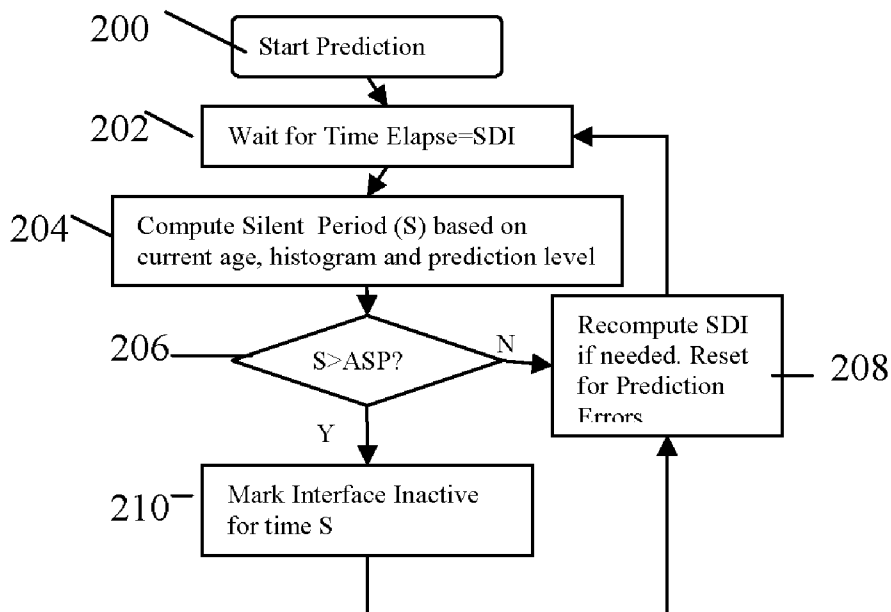 200
Start Prediction
202
Wait for Time Elapse=SDI
204
Compute Silent Period (S) based on
current age, histogram and prediction level
206
S>ASP?
N
Y
Recompute SDI
if needed. Reset
for Prediction
Errors
208
210
Mark Interface Inactive
for time S